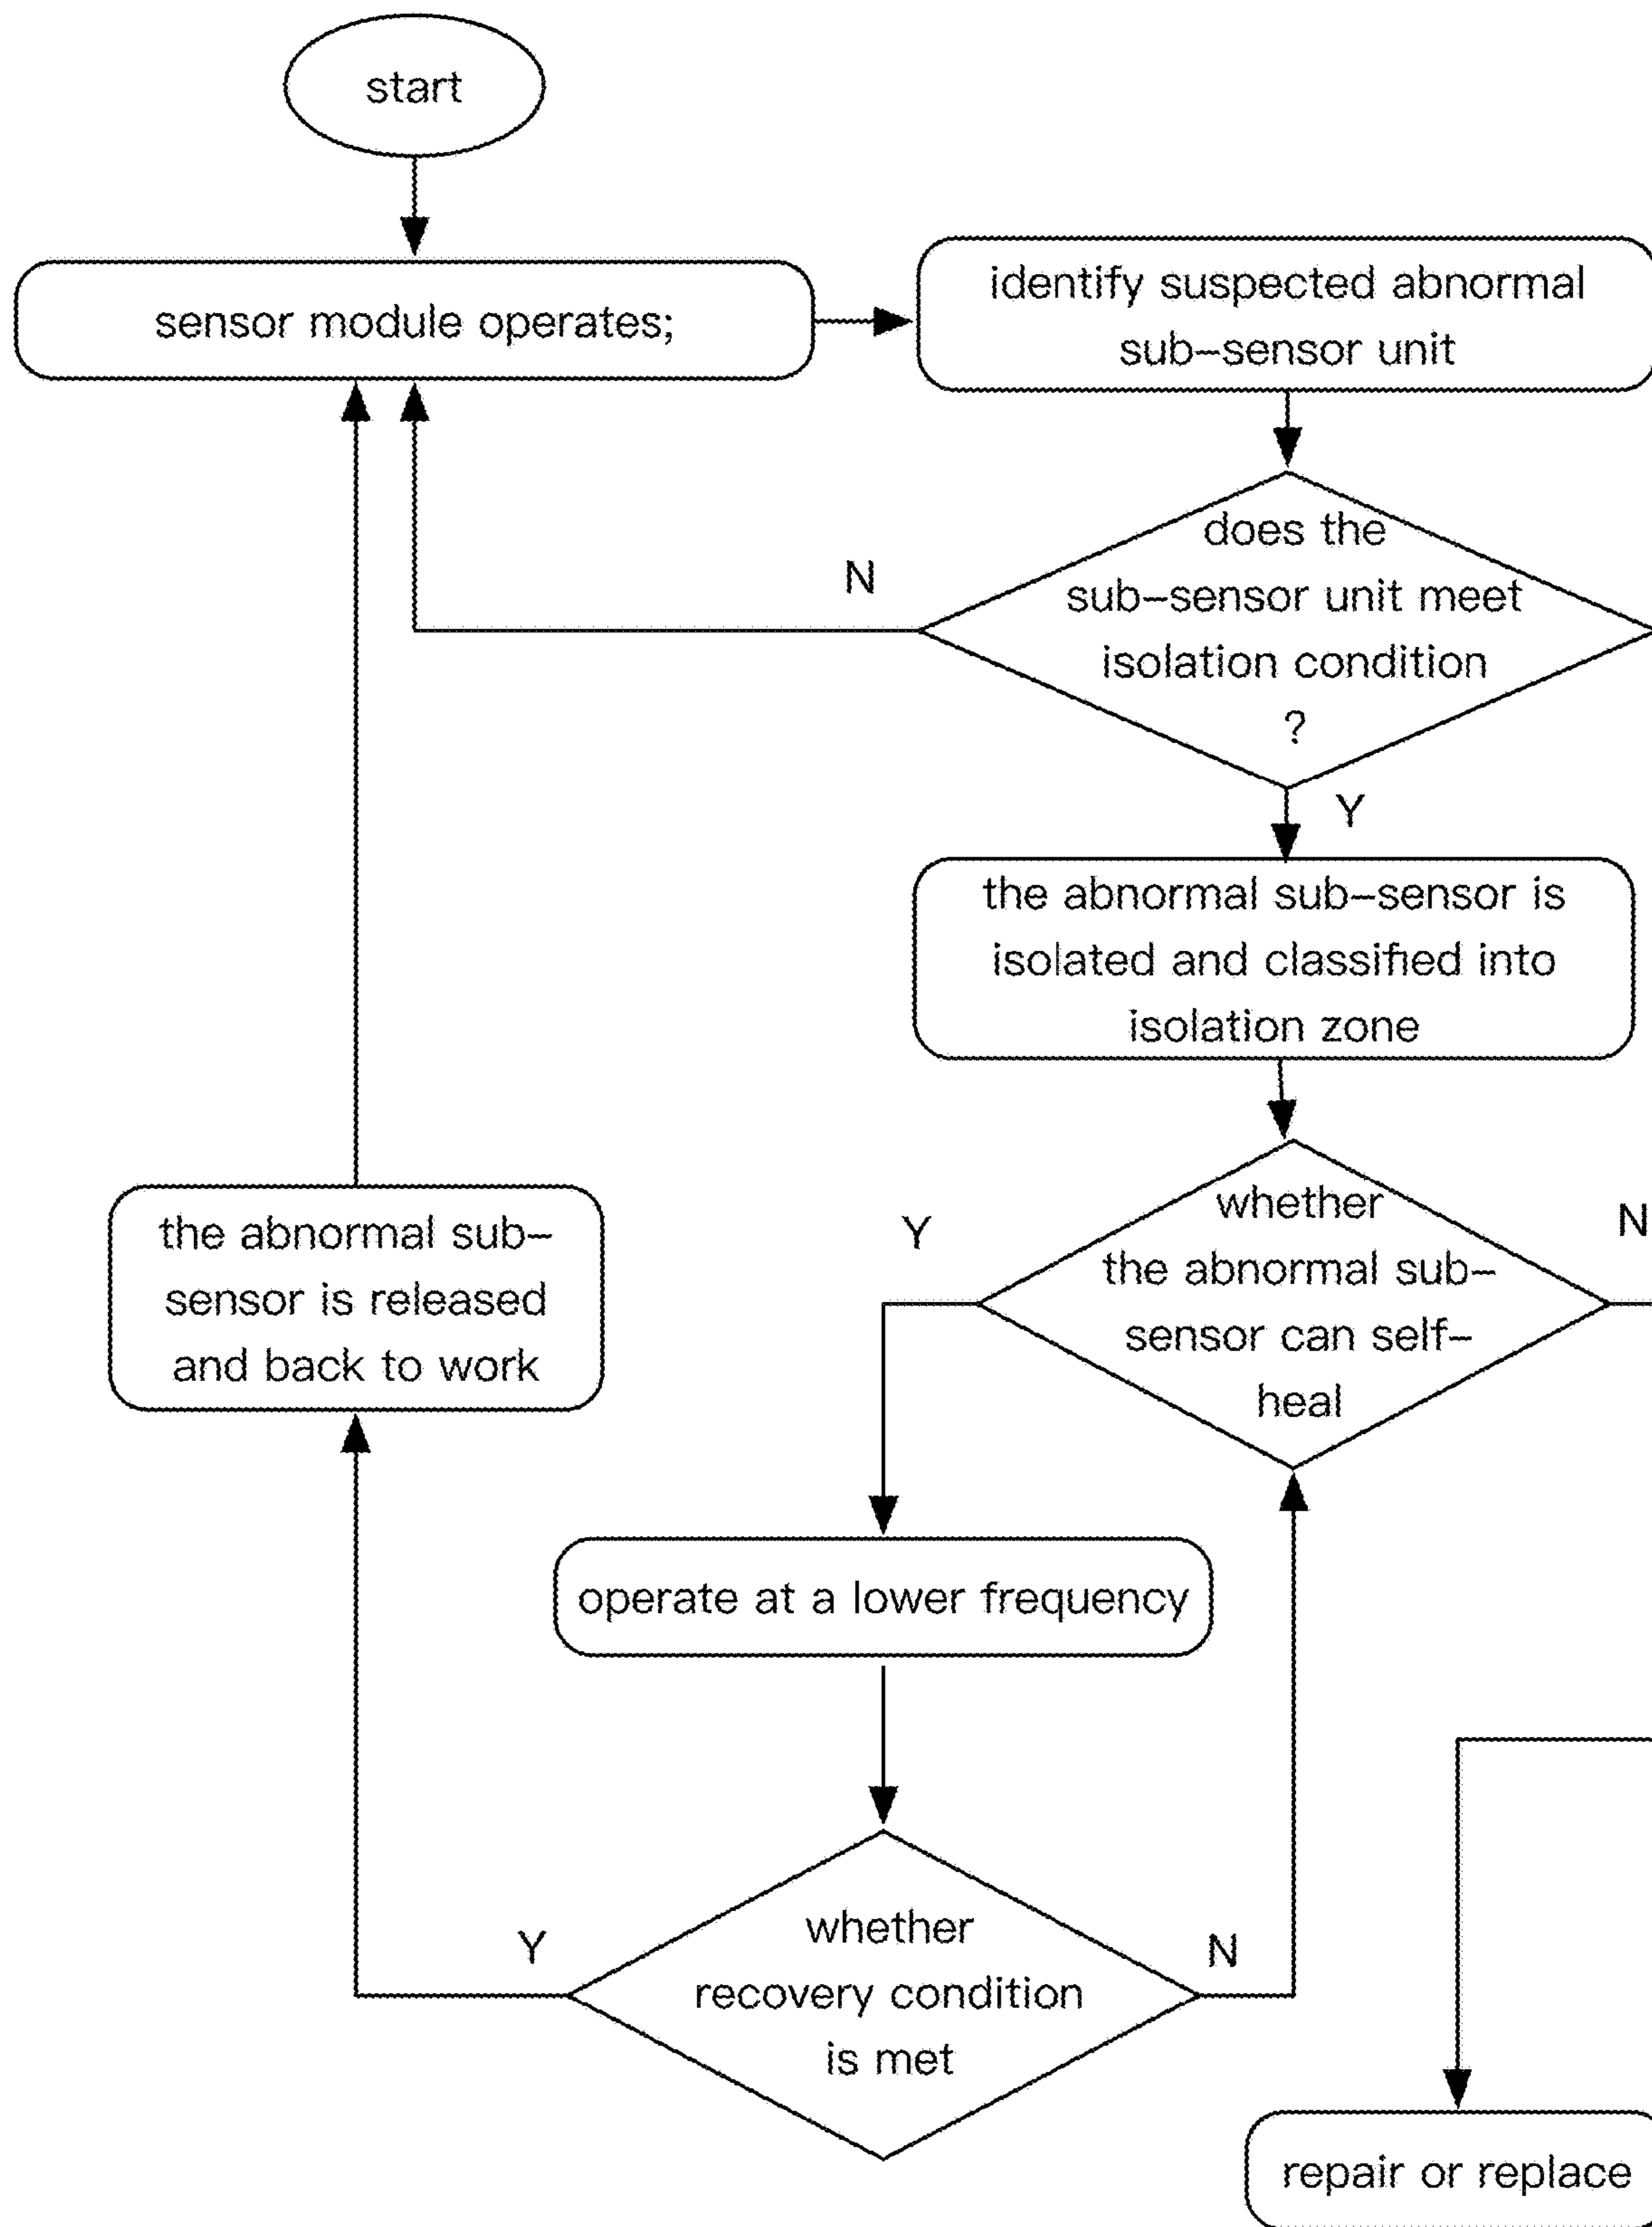 start
sensor module operates;
identify suspected abnormal
sub–sensor unit
does the
sub–sensor unit meet
isolation condition
?
N
Y
the abnormal sub–sensor is
isolated and classified into
isolation zone
whether
the abnormal sub–
sensor can self–
heal
Y
N
the abnormal sub–
sensor is released
and back to work
operate at a lower frequency
whether
recovery condition
is met
Y
N
repair or replace